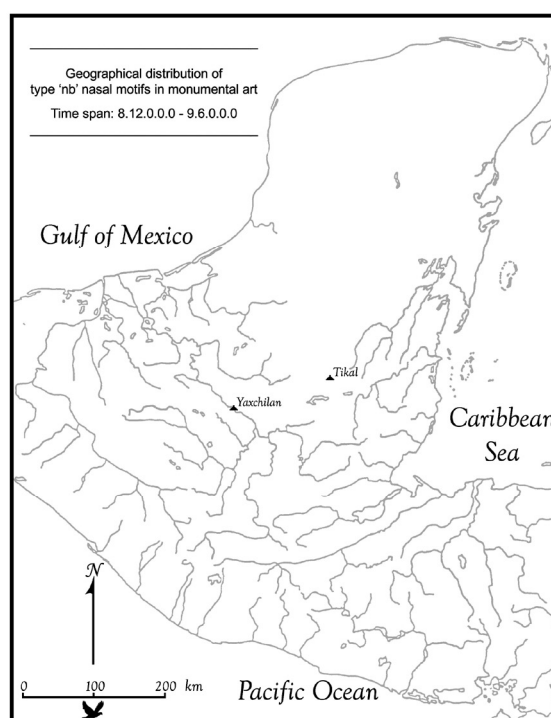 Geographical distribution of
type ‘nb’ nasal motifs in monumental art
Time span: 8.12.0.0.0 - 9.6.0.0.0
Gulf of Mexico
Tikal
Yaxchilan
Caribbean
Sea
N
0 100 200 km
Pacific Ocean